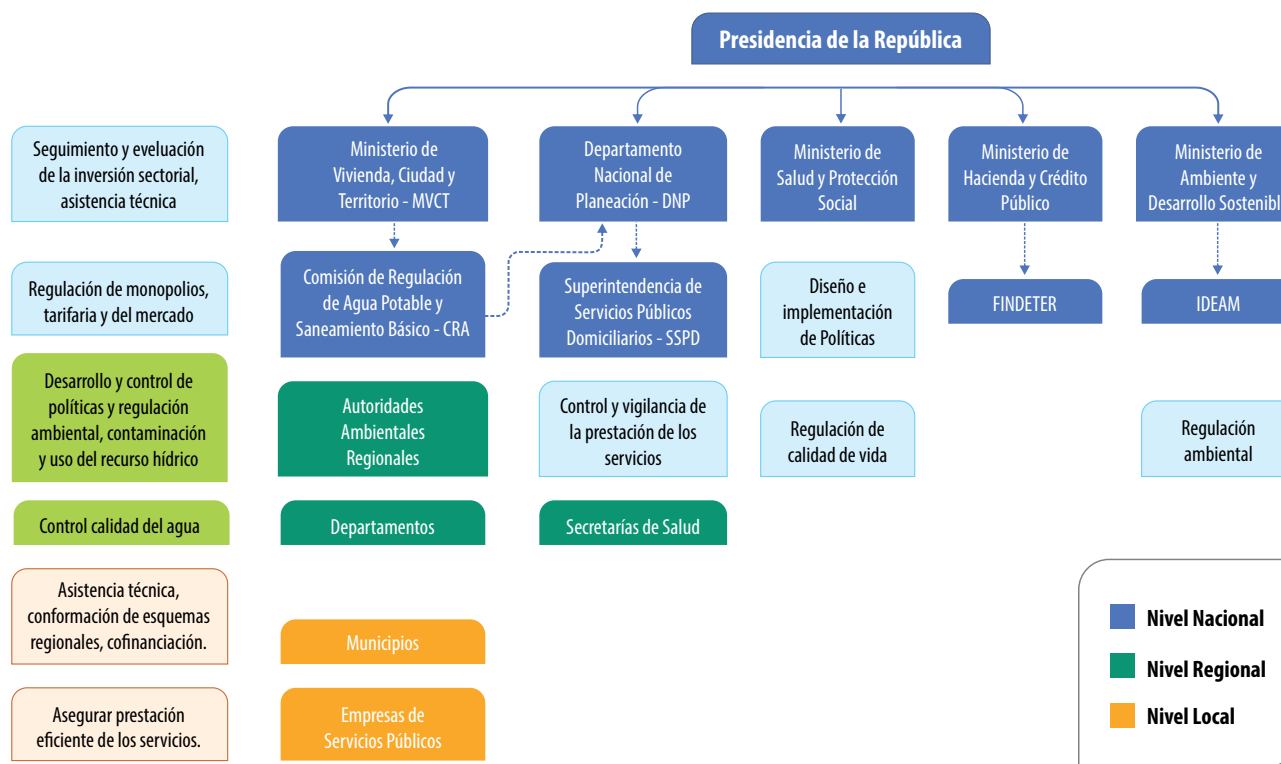 Presidencia de la República
Seguimiento y evaluación
de la inversión sectorial,
asistencia técnica
Ministerio de
Vivienda, Ciudad y
Territorio - MVCT
Departamento
Nacional de
Planeación - DNP
Ministerio de
Salud y Protección
Social
Ministerio de
Hacienda y Crédito
Público
Ministerio de
Ambiente y
Desarrollo Sostenibl
Regulación de monopolios,
tarifaria y del mercado
Comisión de Regulación
de Agua Potable y
Saneamiento Básico - CRA
Superintendencia de
Servicios Públicos
Domiciliarios - SSPD
Diseño e
implementación
de Políticas
FINDETER
IDEAM
Desarrollo y control de
políticas y regulación
ambiental, contaminación
y uso del recurso hídrico
Autoridades
Ambientales
Regionales
Control y vigilancia de
la prestación de los
servicios
Regulación de
calidad de vida
Regulación
ambiental
Control calidad del agua
Departamentos
Secretarías de Salud
Asistencia técnica,
conformación de esquemas
regionales, cofinanciación.
Municipios
Asegurar prestación
eficiente de los servicios.
Empresas de
Servicios Públicos
Nivel Nacional
Nivel Regional
Nivel Local